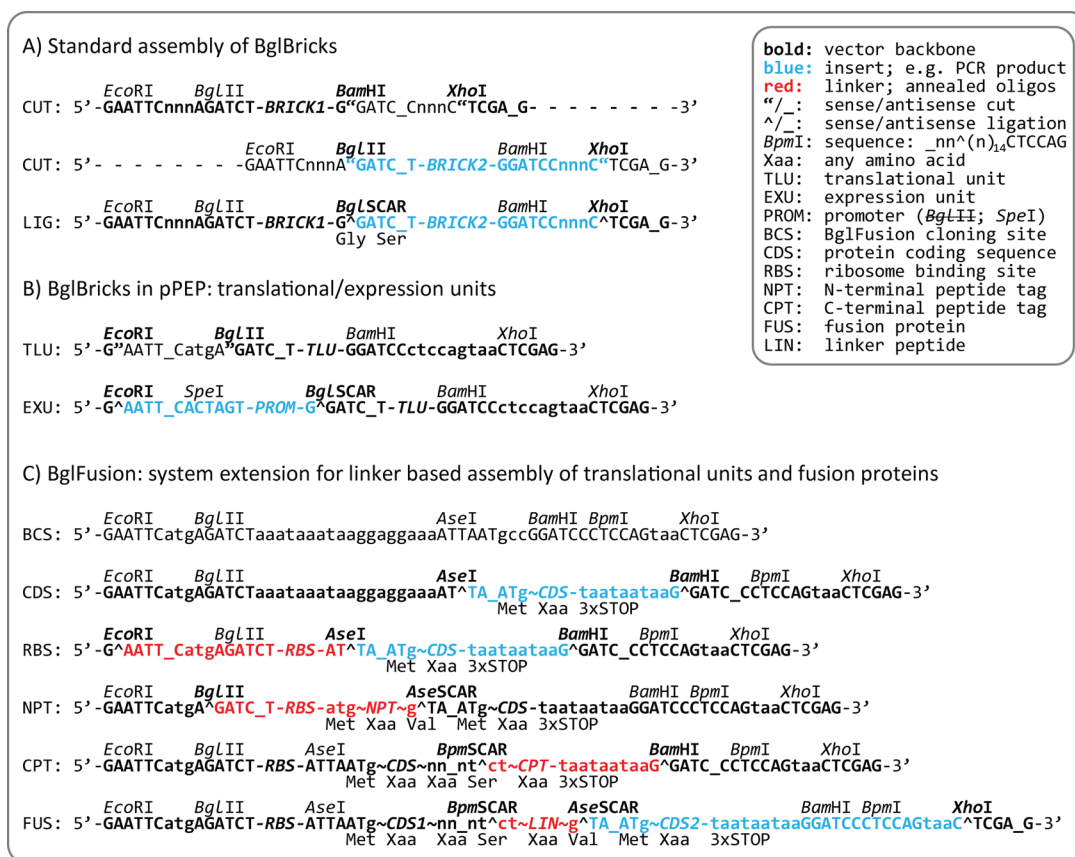 A) Standard assembly of BglBricks
EcoRI BglII BamHI XhoI
CUT: 5’-GAATTCnnnAGATCT-BRICK1-G“GATC_CnnnC“TCGA_G- - - - - - - - -3’
EcoRI BglII BamHI XhoI
CUT: 5’- - - - - - - - -GAATTCnnnA“GATC_T-BRICK2-GGATCCnnnC“TCGA_G-3’
EcoRI BglII BglSCAR BamHI XhoI
LIG: 5’-GAATTCnnnAGATCT-BRICK1-G^GATC_T-BRICK2-GGATCCnnnC^TCGA_G-3’
Gly Ser
B) BglBricks in pPEP: translational/expression units
EcoRI BglII BamHI XhoI
TLU: 5’-G”AATT_CatgA”GATC_T-TLU-GGATCCctccagtaaCTCGAG-3’
EcoRI SpeI BglSCAR BamHI XhoI
EXU: 5’-G^AATT_CACTAGT-PROM-G^GATC_T-TLU-GGATCCctccagtaaCTCGAG-3’
bold: vector backbone
blue: insert; e.g. PCR product
red: linker; annealed oligos
“/_: sense/antisense cut
^/_: sense/antisense ligation
BpmI: sequence: _nn^(n)14CTCCAG
Xaa: any amino acid
TLU: translational unit
EXU: expression unit
PROM: promoter (BglII; SpeI)
BCS: BglFusion cloning site
CDS: protein coding sequence
RBS: ribosome binding site
NPT: N-terminal peptide tag
CPT: C-terminal peptide tag
FUS: fusion protein
LIN: linker peptide
C) BglFusion: system extension for linker based assembly of translational units and fusion proteins
EcoRI BglII AseI BamHI BpmI XhoI
BCS: 5’-GAATTCatgAGATCTaaataaataaggaggaaaATTAATgccGGATCCCTCCAGtaaCTCGAG-3’
EcoRI BglII AseI BamHI BpmI XhoI
CDS: 5’-GAATTCatgAGATCTaaataaataaggaggaaaAT^TA_ATg~CDS-taataataaG^GATC_CCTCCAGtaaCTCGAG-3’
Met Xaa 3xSTOP
EcoRI BglII AseI BamHI BpmI XhoI
RBS: 5’-G^AATT_CatgAGATCT-RBS-AT^TA_ATg~CDS-taataataaG^GATC_CCTCCAGtaaCTCGAG-3’
Met Xaa 3xSTOP
EcoRI BglII AseSCAR BamHI BpmI XhoI
NPT: 5’-GAATTCatgA^GATC_T-RBS-atg~NPT~g^TA_ATg~CDS-taataataaGGATCCCTCCAGtaaCTCGAG-3’
Met Xaa Val Met Xaa 3xSTOP
EcoRI BglII AseI BpmSCAR BamHI BpmI XhoI
CPT: 5’-GAATTCatgAGATCT-RBS-ATTAATg~CDS~nn_nt^ct~CPT-taataataaG^GATC_CCTCCAGtaaCTCGAG-3’
Met Xaa Xaa Ser Xaa 3xSTOP
EcoRI BglII AseI BpmSCAR AseSCAR BamHI BpmI XhoI
FUS: 5’-GAATTCatgAGATCT-RBS-ATTAATg~CDS1~nn_nt^ct~LIN~g^TA_ATg~CDS2-taataataaGGATCCCTCCAGtaaC^TCGA_G-3’
Met Xaa Xaa Ser Xaa Val Met Xaa 3xSTOP